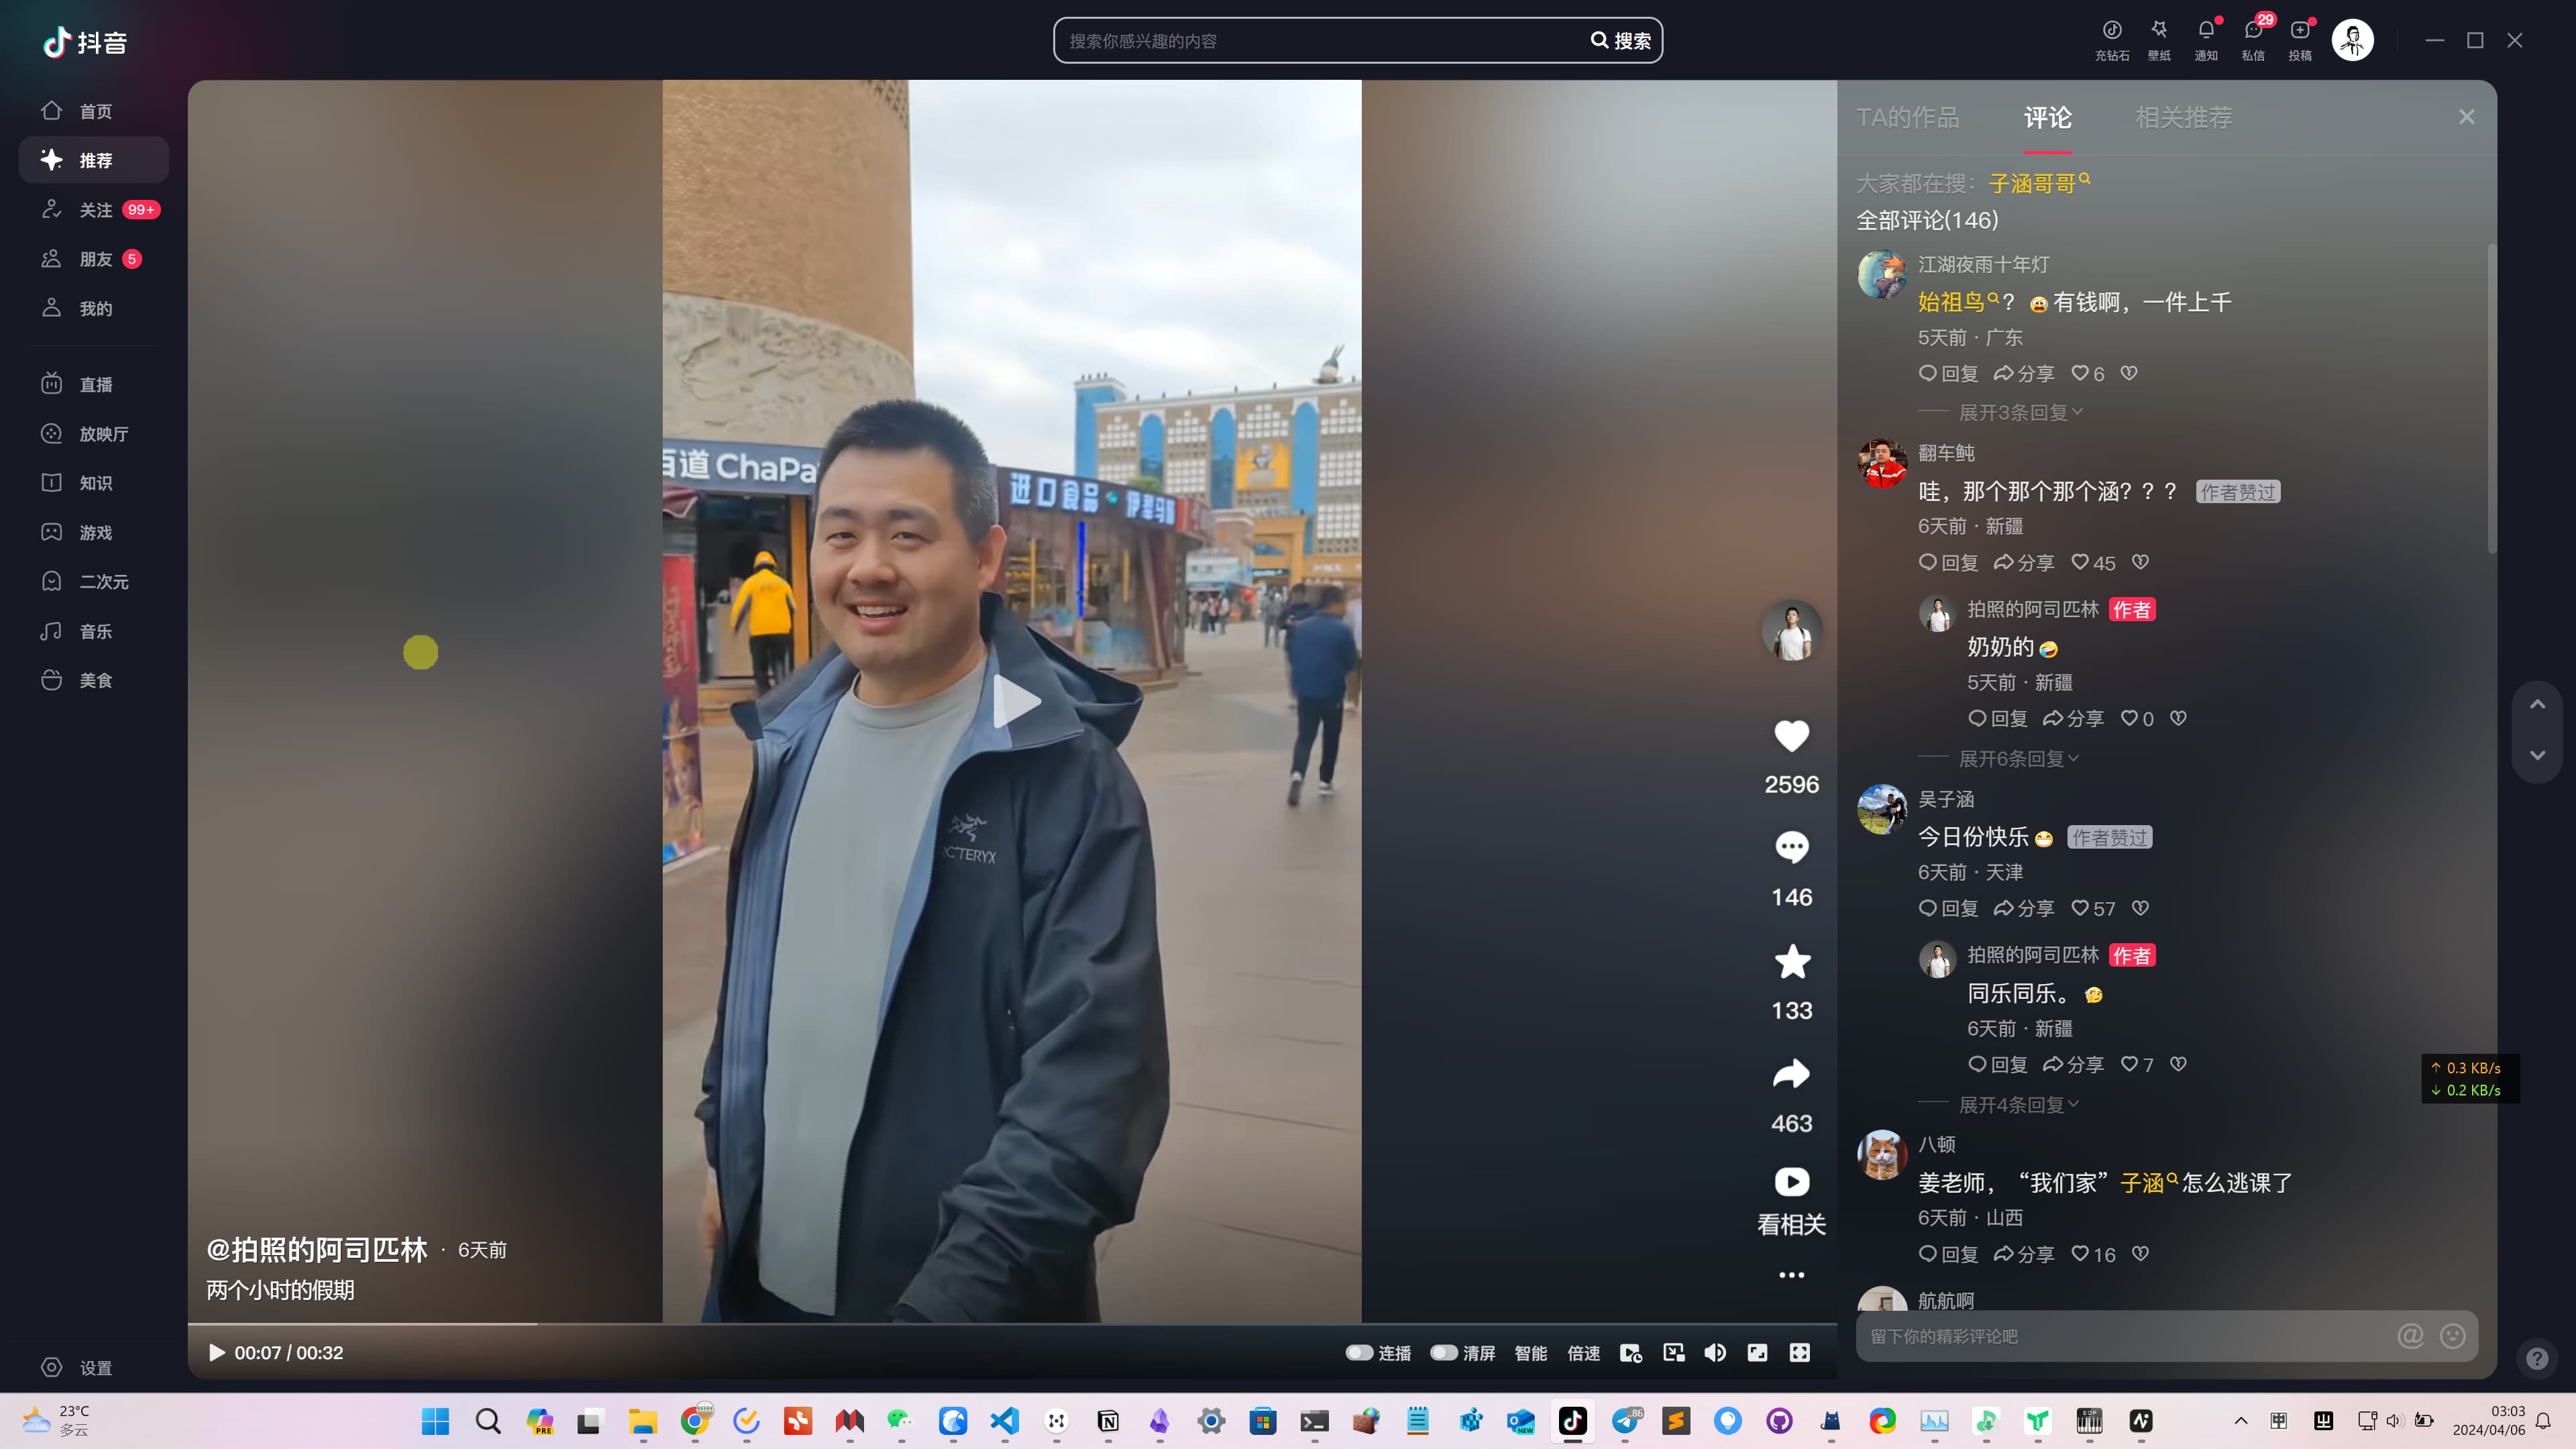 抖音
搜索你感兴趣的内容
搜索
充钻石
壁纸
通知
29
私信
投稿
首页
推荐
关注 99+
朋友 5
我的
直播
放映厅
知识
游戏
二次元
音乐
美食
设置
百道 ChaPa
进口食品
ARC'TERYX
2596
146
133
463
看相关
@拍照的阿司匹林 · 6天前
两个小时的假期
00:07 / 00:32
连播
清屏
智能
倍速
TA的作品
评论
相关推荐
大家都在搜：子涵哥哥
全部评论(146)
江湖夜雨十年灯
始祖鸟？ 有钱啊，一件上千
5天前 · 广东
回复 分享 6
展开3条回复
翻车鲀
哇，那个那个那个涵？？？ 作者赞过
6天前 · 新疆
回复 分享 45
拍照的阿司匹林 作者
奶奶的🤣
5天前 · 新疆
回复 分享 0
展开6条回复
吴子涵
今日份快乐😁 作者赞过
6天前 · 天津
回复 分享 57
拍照的阿司匹林 作者
同乐同乐。
6天前 · 新疆
回复 分享 7
展开4条回复
八顿
姜老师，“我们家”子涵怎么逃课了
6天前 · 山西
回复 分享 16
航航啊
留下你的精彩评论吧
↑ 0.3 KB/s
↓ 0.2 KB/s
23°C
多云
PRE
NEW
86
03:03
2024/04/06